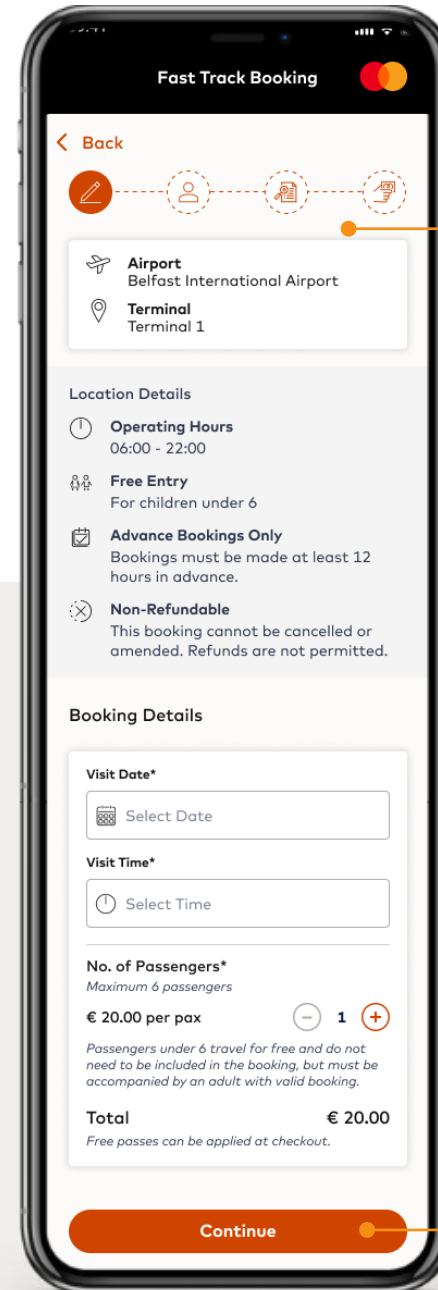 Fast Track Booking
Back
Airport
Belfast International Airport
Terminal
Terminal 1
Location Details
Operating Hours
06:00 - 22:00
Free Entry
For children under 6
Advance Bookings Only
Bookings must be made at least 12
hours in advance.
Non-Refundable
This booking cannot be cancelled or
amended. Refunds are not permitted.
Booking Details
Visit Date*
Select Date
Visit Time*
Select Time
No. of Passengers*
Maximum 6 passengers
€ 20.00 per pax
1
Passengers under 6 travel for free and do not
need to be included in the booking, but must be
accompanied by an adult with valid booking.
Total € 20.00
Free passes can be applied at checkout.
Continue